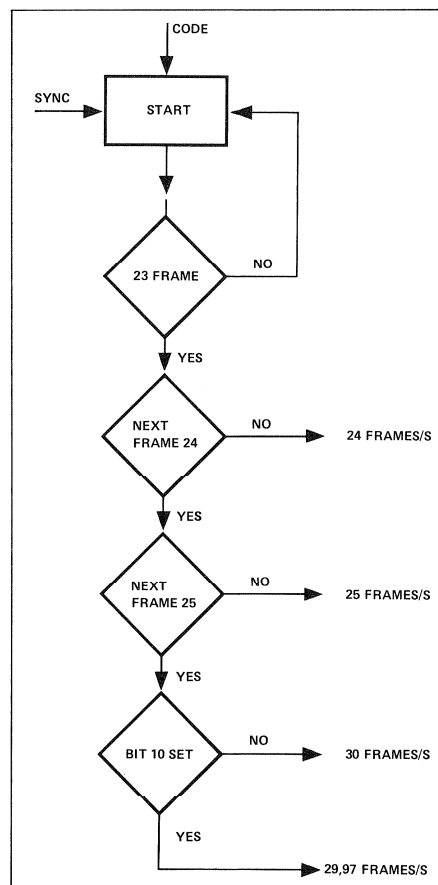 CODE
SYNC
START
23 FRAME
NO
YES
NEXT
FRAME 24
NO
24 FRAMES/S
YES
NEXT
FRAME 25
NO
25 FRAMES/S
YES
BIT 10 SET
NO
30 FRAMES/S
YES
29,97 FRAMES/S